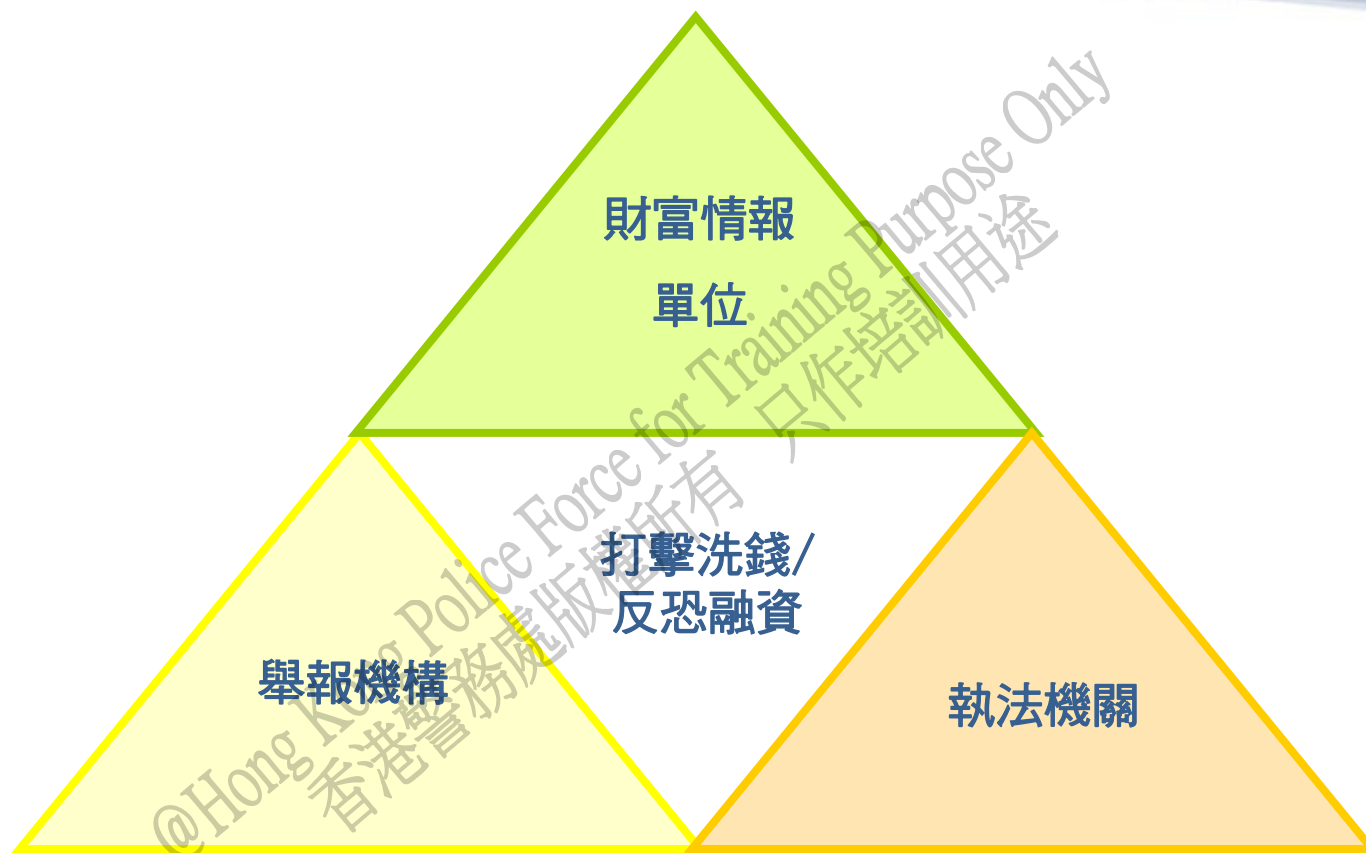 財富情報
單位
打擊洗錢/
反恐融資
舉報機構
執法機關
@Hong Kong Police Force for Training Purpose Only
香港警務處版權所有 只作培訓用途